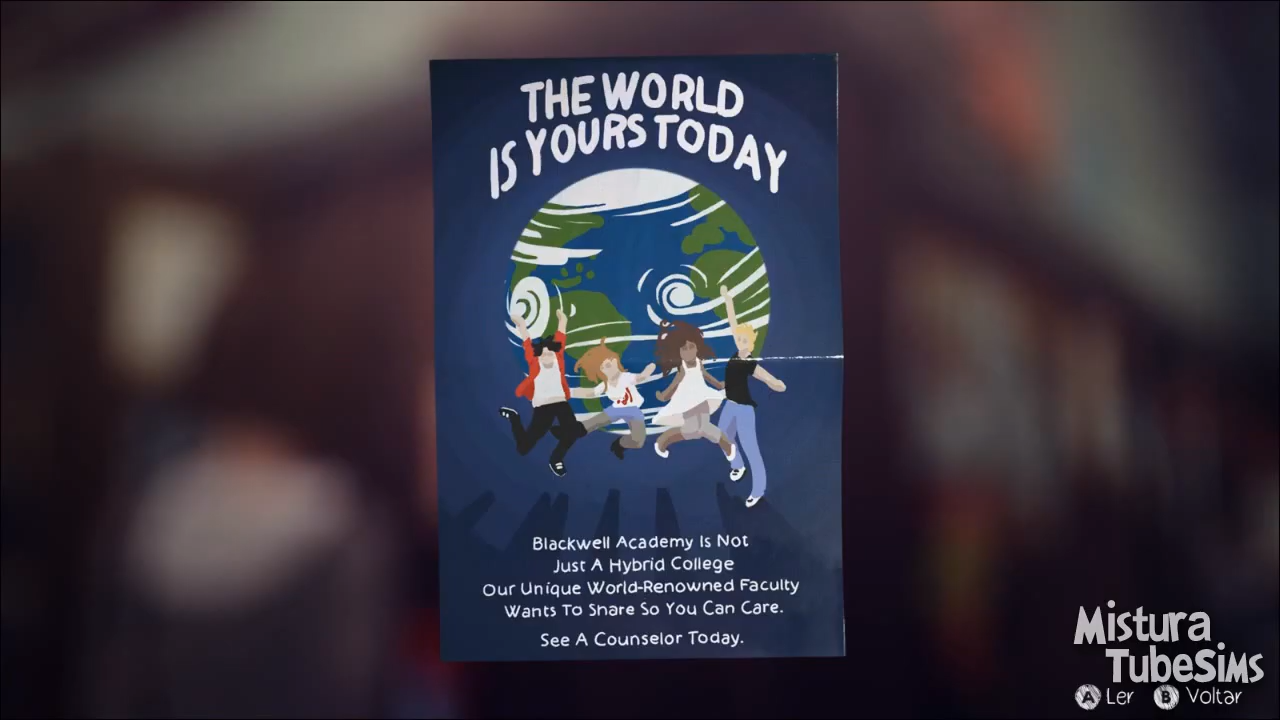 THE WORLD
IS YOURS TODAY
Blackwell Academy Is Not
Just A Hybrid College
Our Unique World-Renowned Faculty
Wants To Share So You Can Care.
See A Counselor Today.
Mistura
TubeSims
A Ler B Voltar